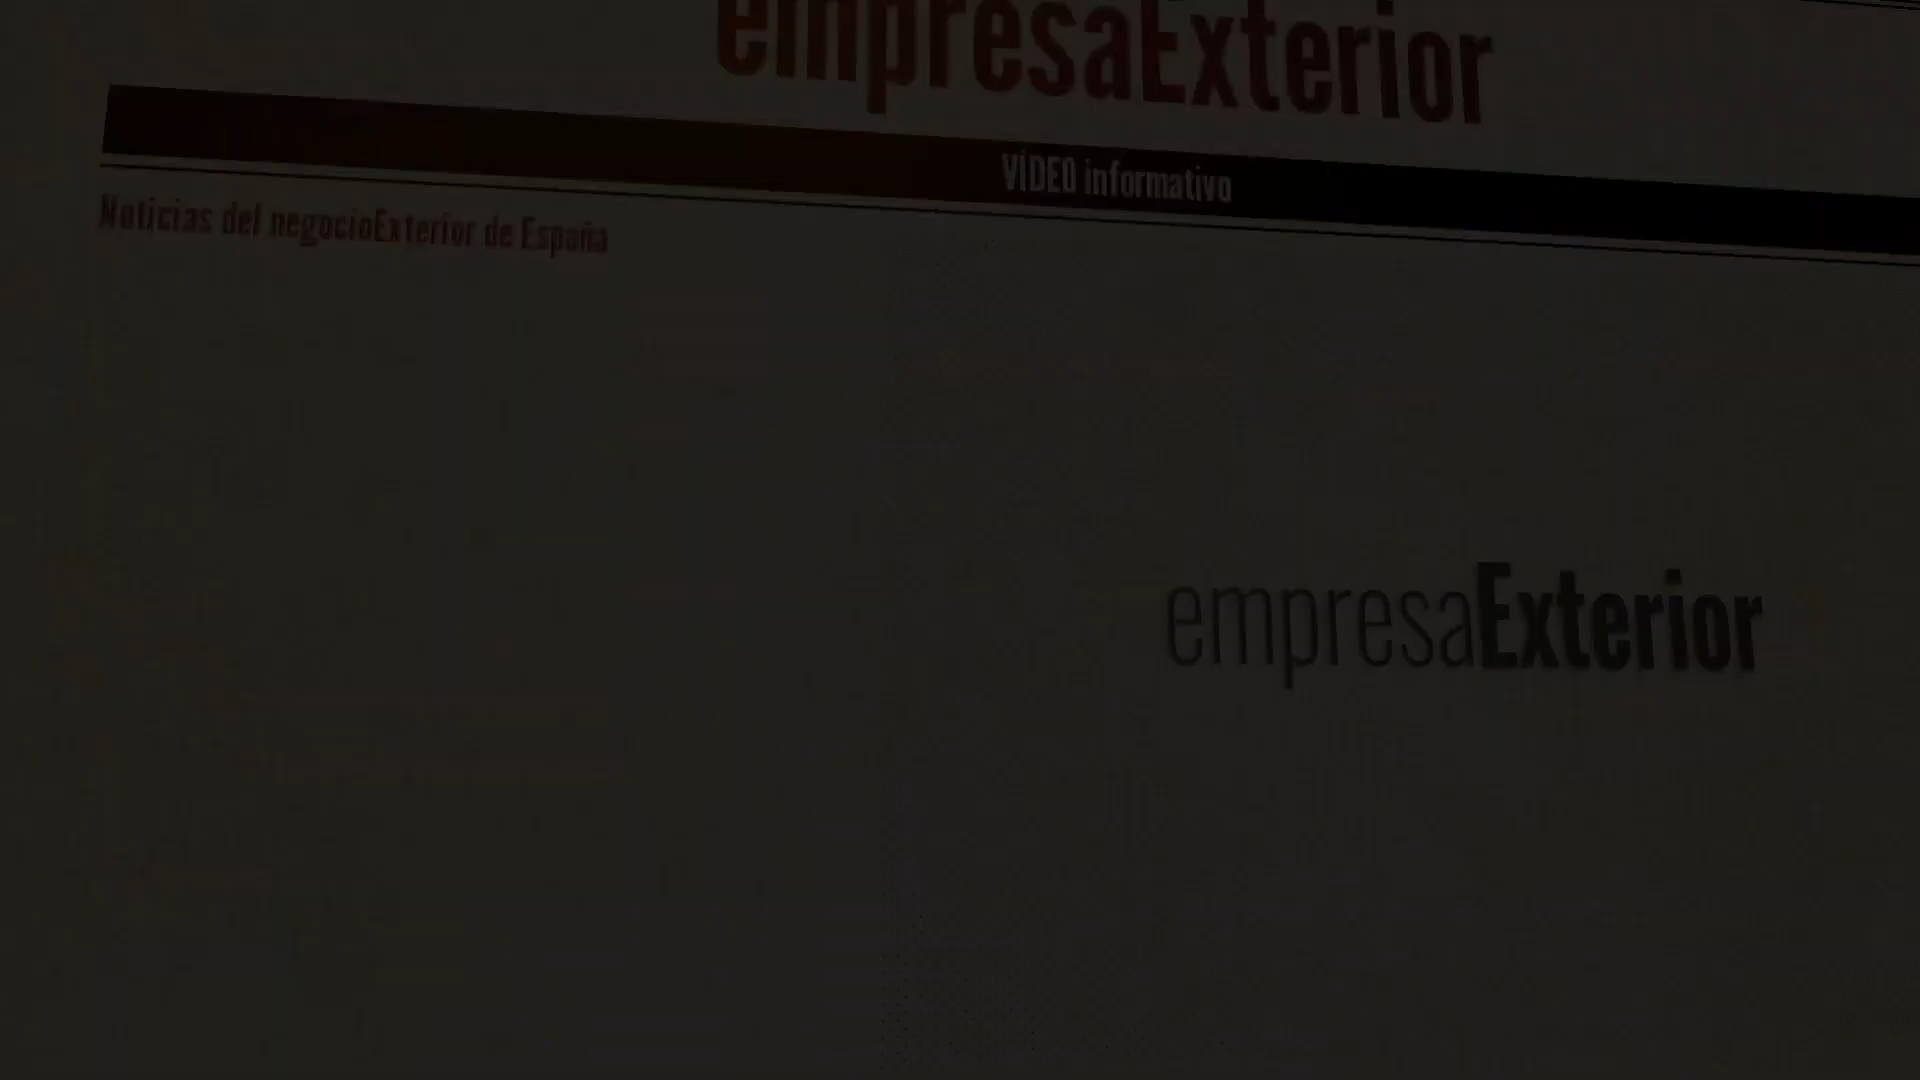 empresaExterior
VÍDEO informativo
Noticias del negocioExterior de España
empresaExterior